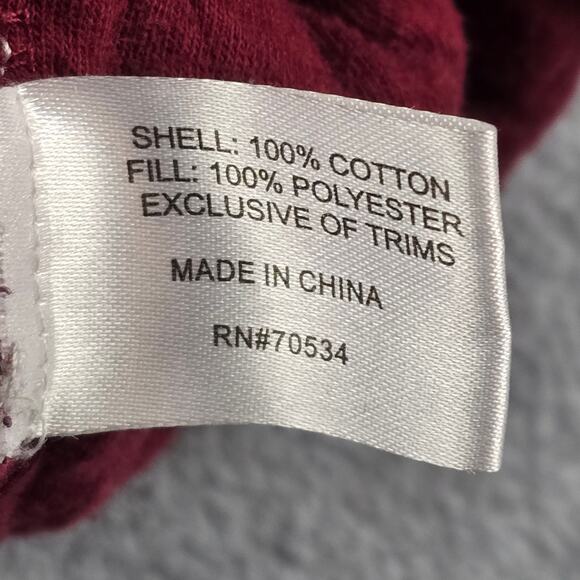 SHELL: 100% COTTON
FILL: 100% POLYESTER
EXCLUSIVE OF TRIMS
MADE IN CHINA
RN#70534